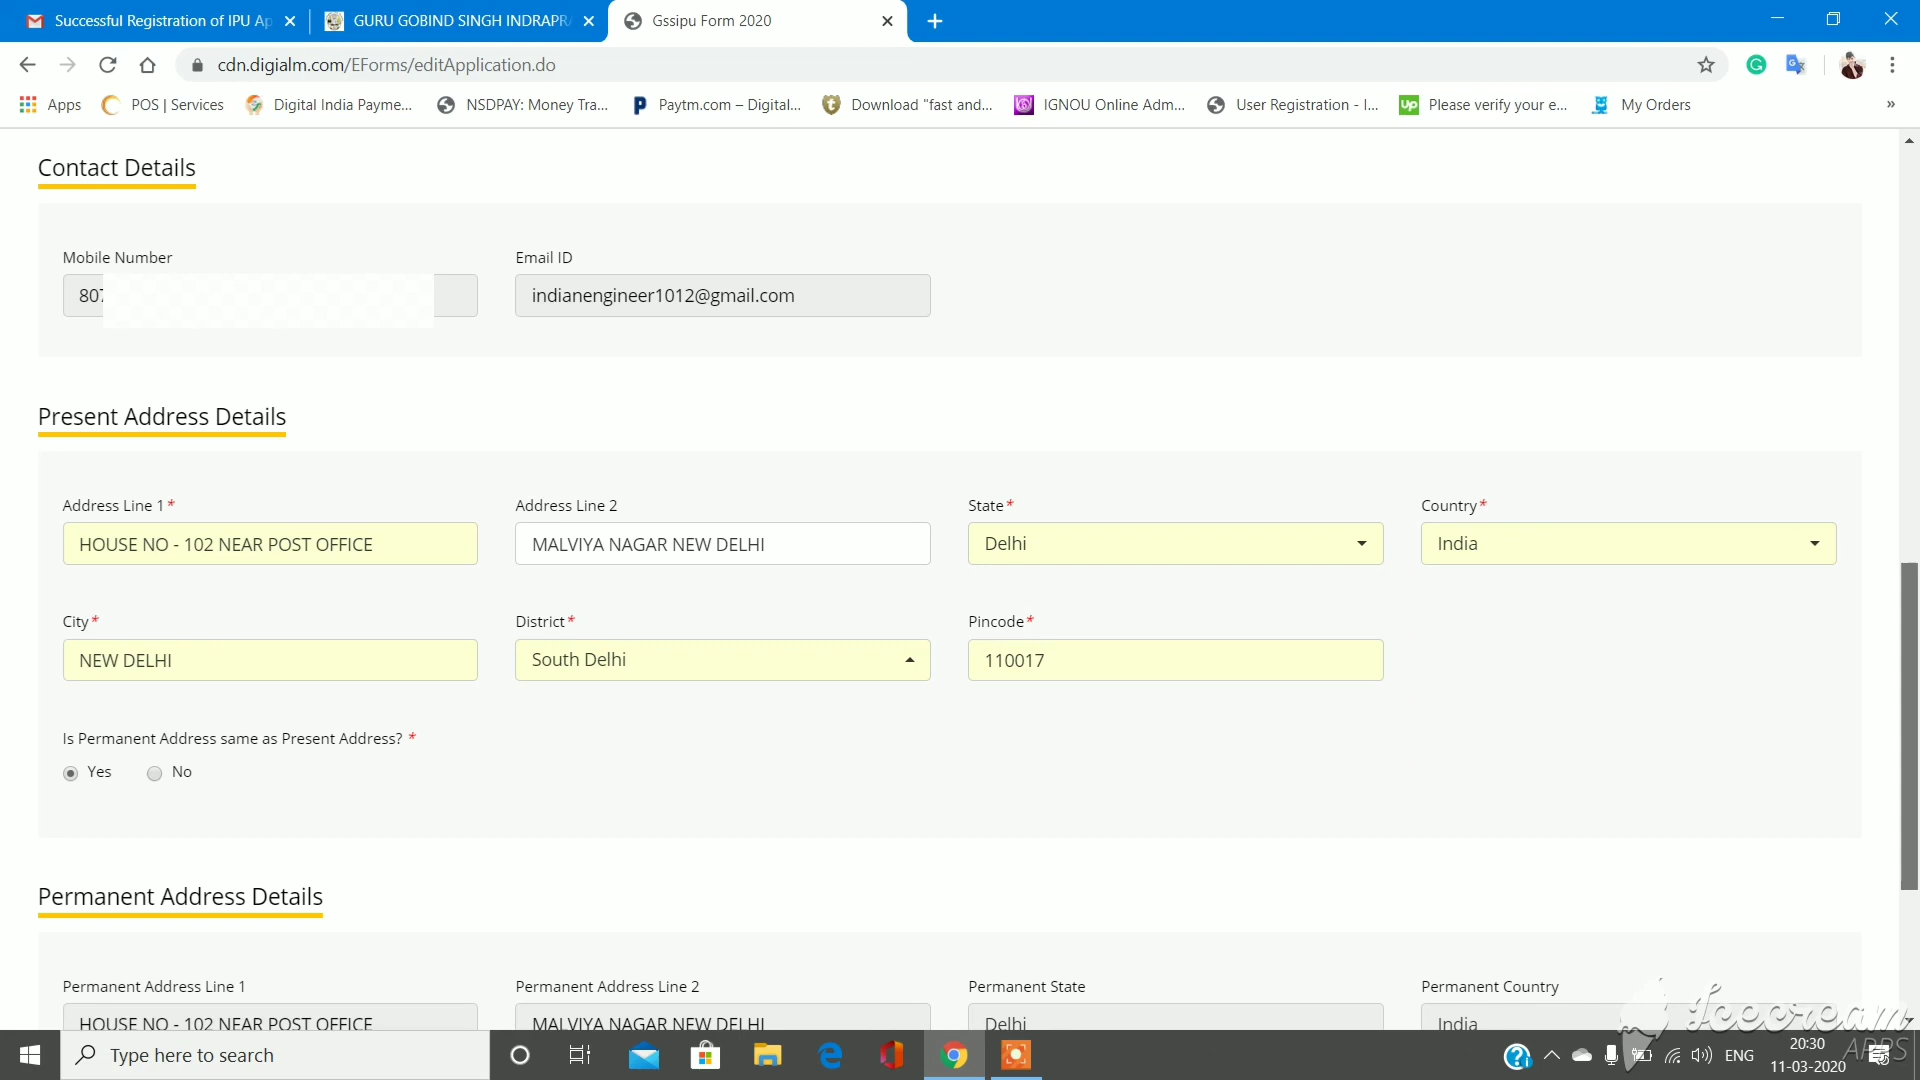 Successful Registration of IPU Ap
GURU GOBIND SINGH INDRAPRA
Gssipu Form 2020
cdn.digialm.com/EForms/editApplication.do
Apps
POS | Services
Digital India Payme...
NSDPAY: Money Tra...
Paytm.com – Digital...
Download "fast and...
IGNOU Online Adm...
User Registration - I...
up
Please verify your e...
My Orders
»
Contact Details
Mobile Number
Email ID
807
indianengineer1012@gmail.com
Present Address Details
Address Line 1*
Address Line 2
State*
Country*
HOUSE NO - 102 NEAR POST OFFICE
MALVIYA NAGAR NEW DELHI
Delhi
India
City*
District*
Pincode*
NEW DELHI
South Delhi
110017
Is Permanent Address same as Present Address? *
Yes
No
Permanent Address Details
Permanent Address Line 1
Permanent Address Line 2
Permanent State
Permanent Country
HOUSE NO - 102 NEAR POST OFFICE
MALVIYA NAGAR NEW DELHI
Delhi
India
Icecream
APPS
Type here to search
ENG
20:30
11-03-2020